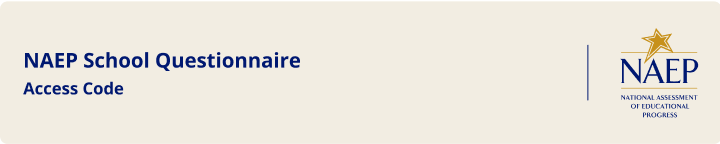 NAEP School Questionnaire
Access Code
NAEP
NATIONAL ASSESSMENT
OF EDUCATIONAL
PROGRESS